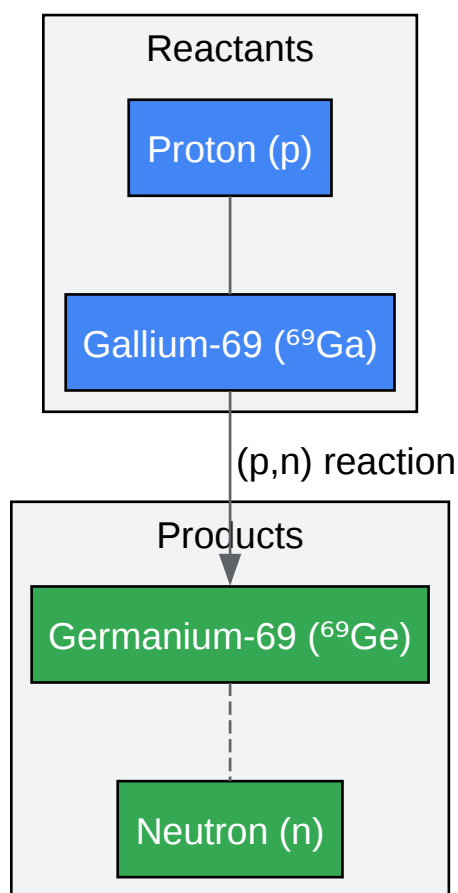 Reactants
Proton (p)
Gallium-69 (⁶⁹Ga)
(p,n) reaction
Products
Germanium-69 (⁶⁹Ge)
Neutron (n)